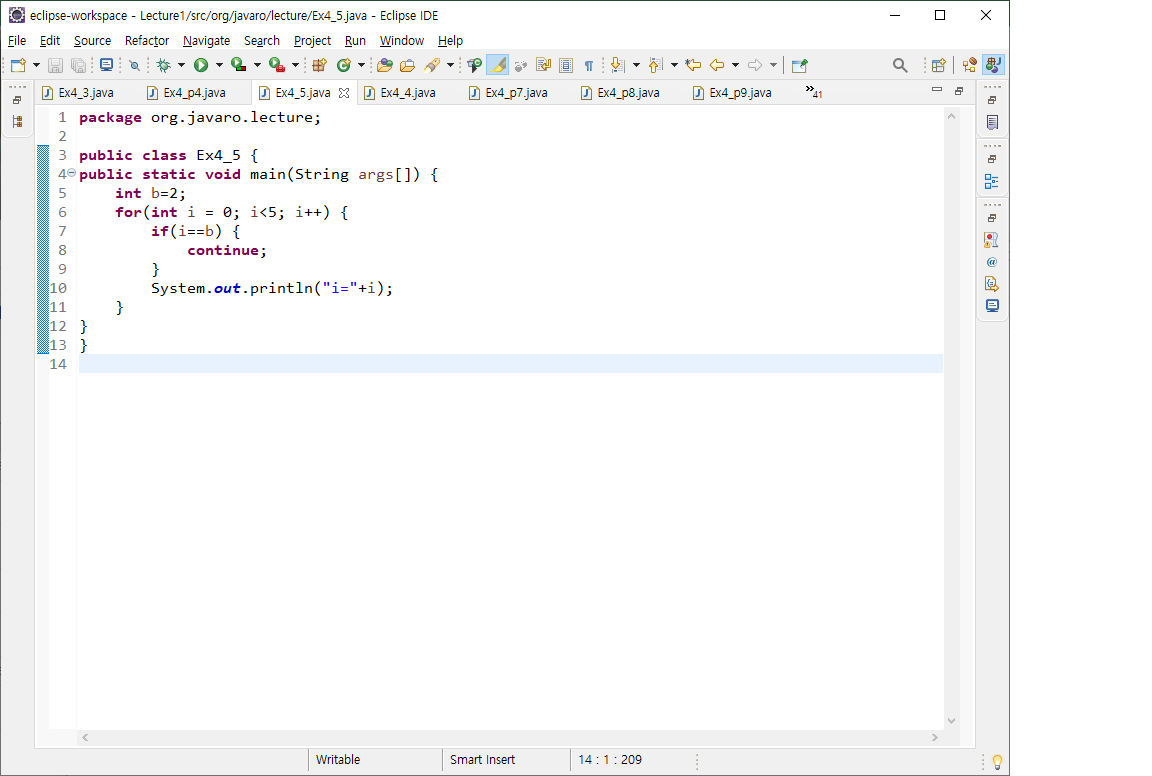 eclipse-workspace - Lecture1/src/org/javaro/lecture/Ex4_5.java - Eclipse IDE
File Edit Source Refactor Navigate Search Project Run Window Help
Ex4_3.java Ex4_p4.java Ex4_5.java Ex4_4.java Ex4_p7.java Ex4_p8.java Ex4_p9.java »41
1 package org.javaro.lecture;
2
3 public class Ex4_5 {
4 public static void main(String args[]) {
5     int b=2;
6     for(int i = 0; i<5; i++) {
7         if(i==b) {
8             continue;
9         }
10         System.out.println("i="+i);
11     }
12 }
13 }
14
Writable Smart Insert 14 : 1 : 209